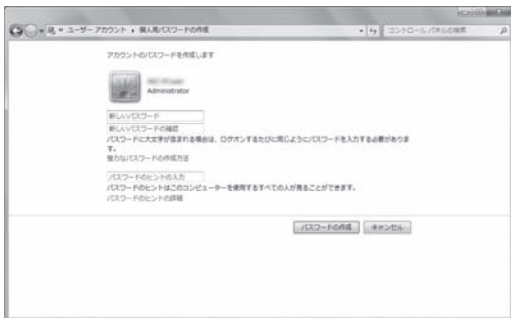 ユーザー アカウント ▸ 個人用パスワードの作成
コントロール パネルの検索
アカウントのパスワードを作成します
Administrator
新しいパスワード
新しいパスワードの確認
パスワードに大文字が含まれる場合は、ログオンするたびに同じようにパスワードを入力する必要がありま
す。
強力なパスワードの作成方法
パスワードのヒントの入力
パスワードのヒントはこのコンピューターを使用するすべての人が見ることができます。
パスワードのヒントの詳細
パスワードの作成
キャンセル